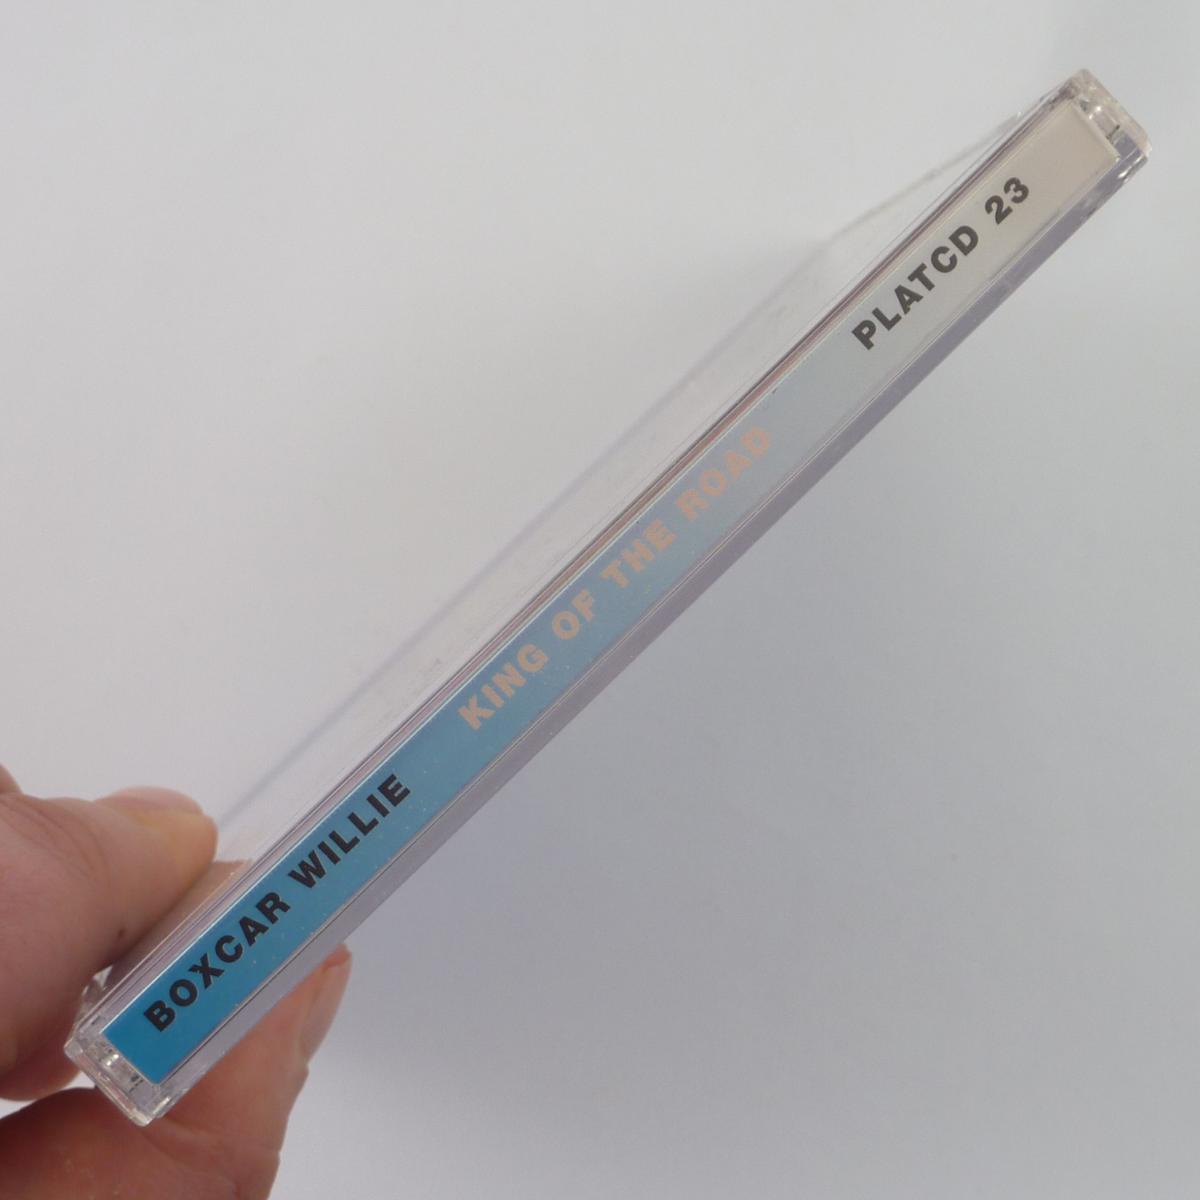 BOXCAR WILLIE KING OF THE ROAD PLATCD 23